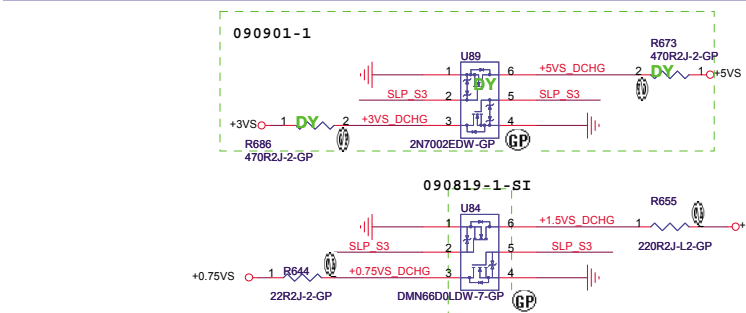 090901-1
U89
R673
470R2J-2-GP
1 6 +5VS_DCHG 2 DY 1 +5VS
DY
SLP_S3 2 5 SLP_S3
+3VS 1 DY 2 +3VS_DCHG 3 4
R686
470R2J-2-GP
2N7002EDW-GP GP
090819-1-SI
U84
R655
1 6 +1.5VS_DCHG 1
SLP_S3 2 5 SLP_S3
220R2J-L2-GP
+0.75VS 1 R644 +0.75VS_DCHG 3 4
22R2J-2-GP
DMN66D0LDW-7-GP GP